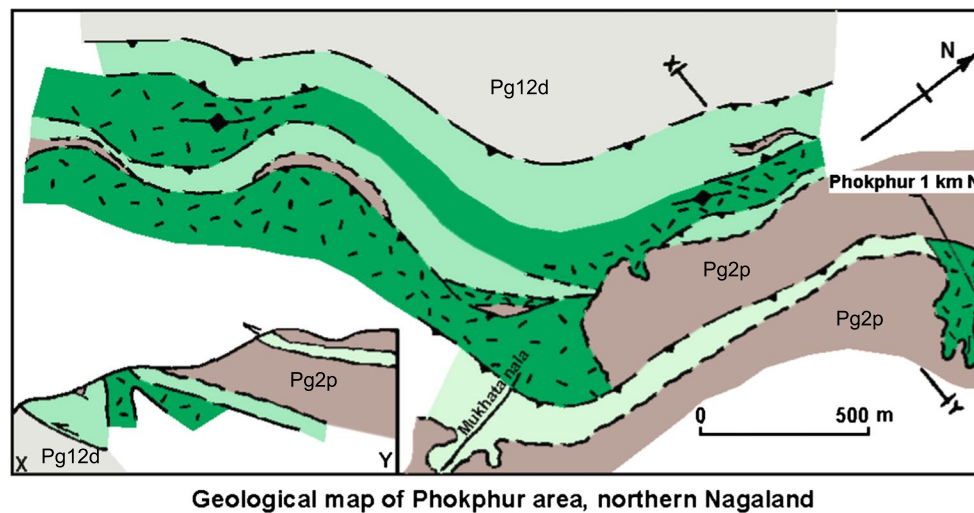 Pg12d
X
N
Phokphur 1 km N
Pg2p
Pg2p
Mukhata nala
Y
0 500 m
Pg2p
Pg12d
X
Y
Geological map of Phokphur area, northern Nagaland